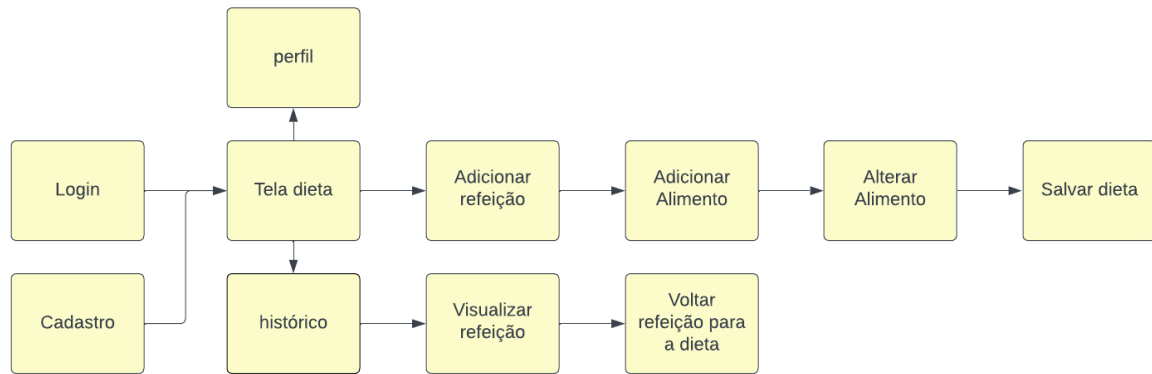 perfil
Login
Tela dieta
Adicionar
refeição
Adicionar
Alimento
Alterar
Alimento
Salvar dieta
Cadastro
histórico
Visualizar
refeição
Voltar
refeição para
a dieta